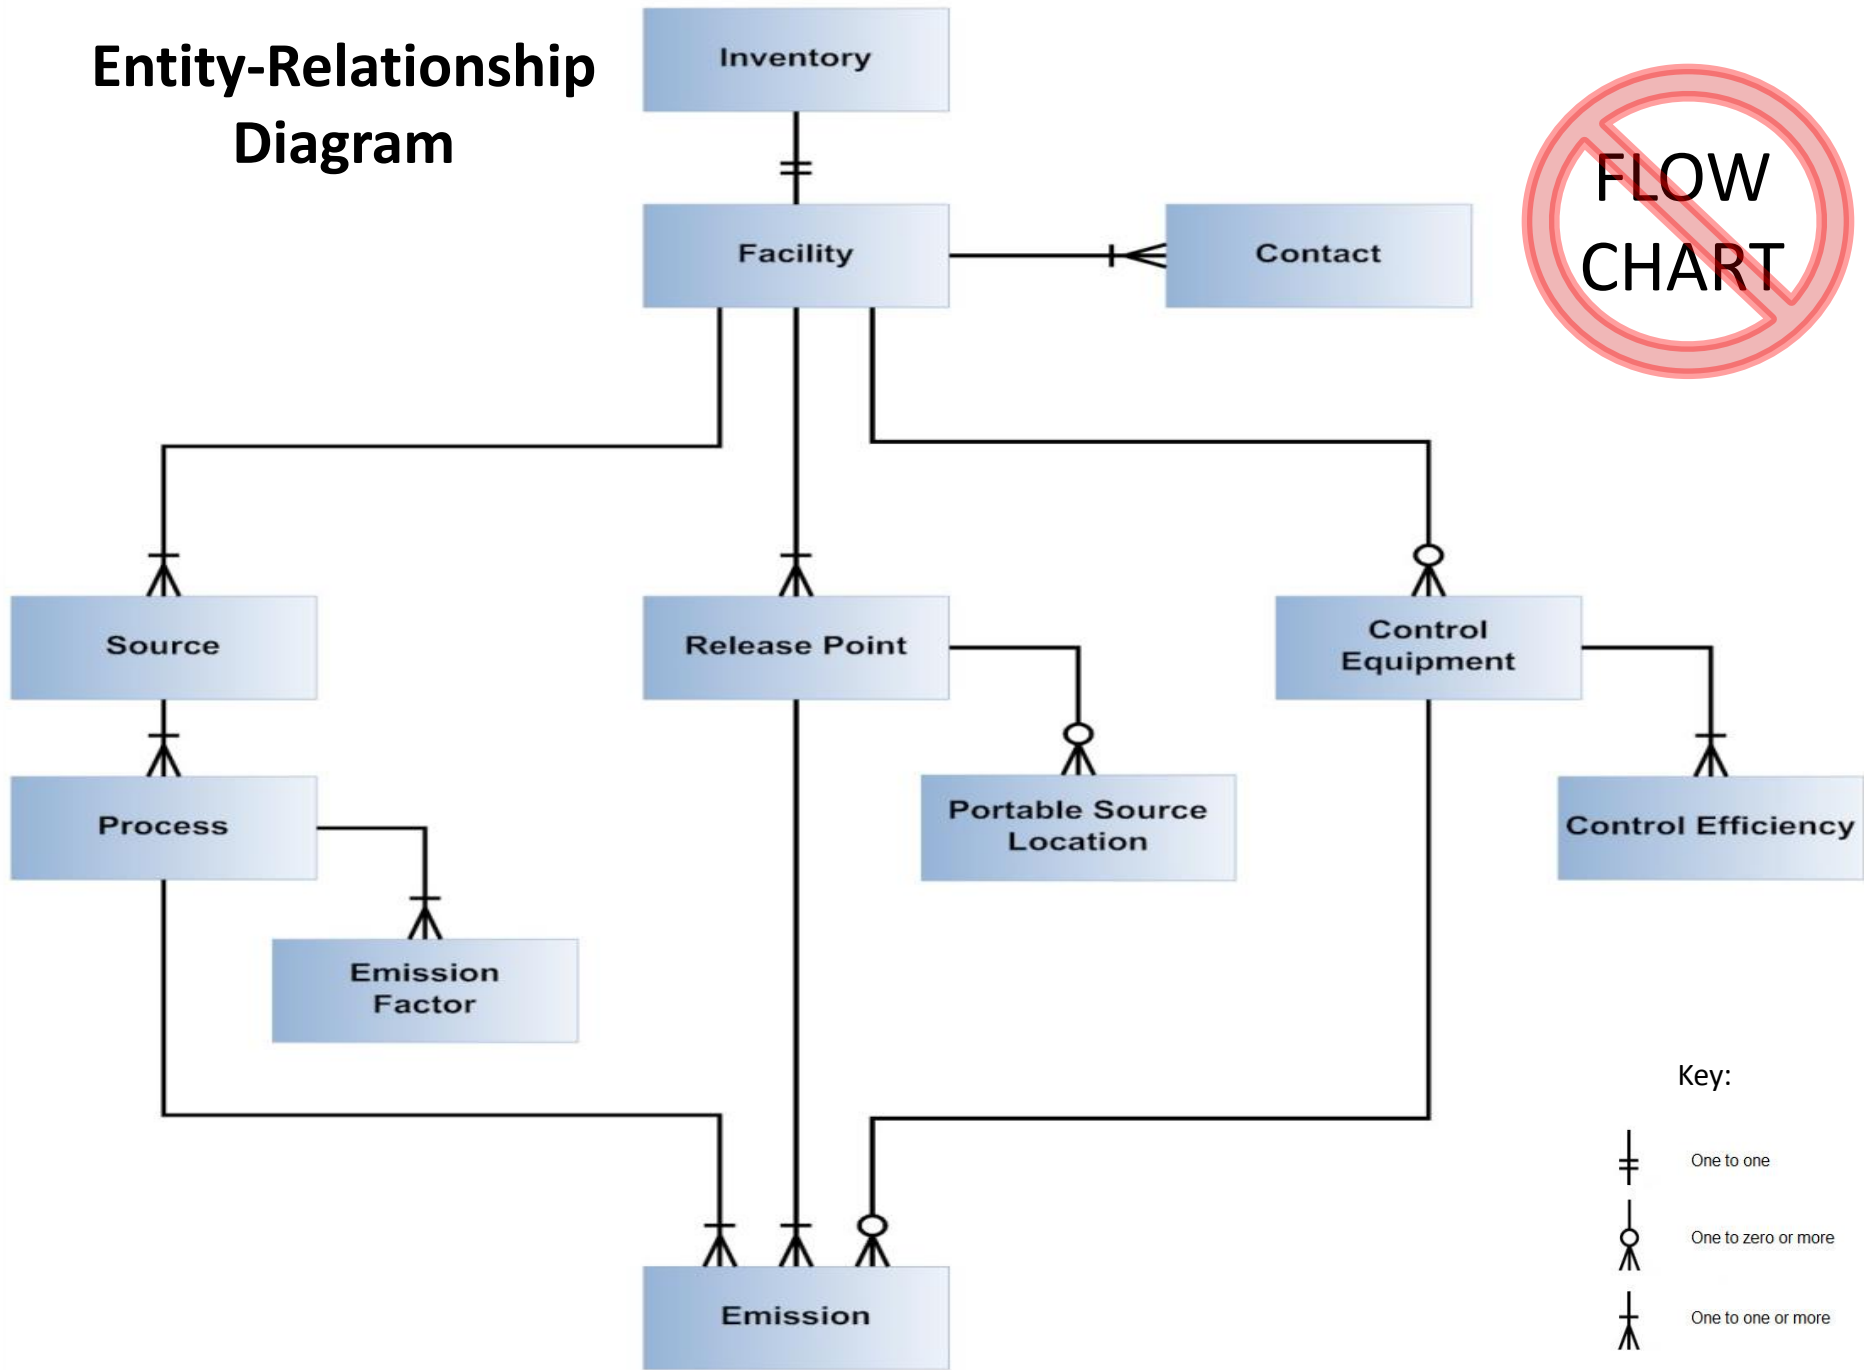 Entity-Relationship
Diagram
Inventory
FLOW
CHART
Facility
Contact
Source
Release Point
Control
Equipment
Process
Portable Source
Location
Control Efficiency
Emission
Factor
Key:
One to one
One to zero or more
One to one or more
Emission